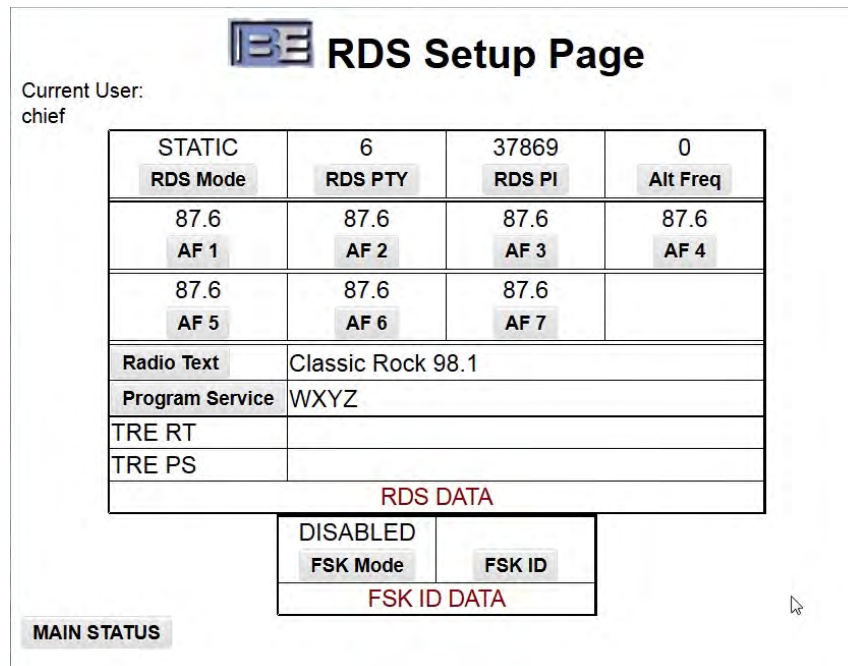 BE RDS Setup Page
Current User:
chief
STATIC 6 37869 0
RDS Mode RDS PTY RDS PI Alt Freq
87.6 87.6 87.6 87.6
AF 1 AF 2 AF 3 AF 4
87.6 87.6 87.6
AF 5 AF 6 AF 7
Radio Text Classic Rock 98.1
Program Service WXYZ
TRE RT
TRE PS
RDS DATA
DISABLED
FSK Mode FSK ID
FSK ID DATA
MAIN STATUS